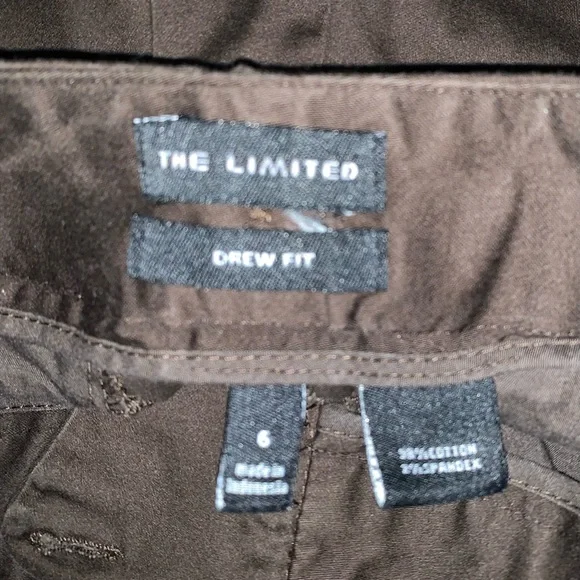 THE LIMITED
DREW FIT
6
Made in
Indonesia
98% COTTON
2% SPANDEX